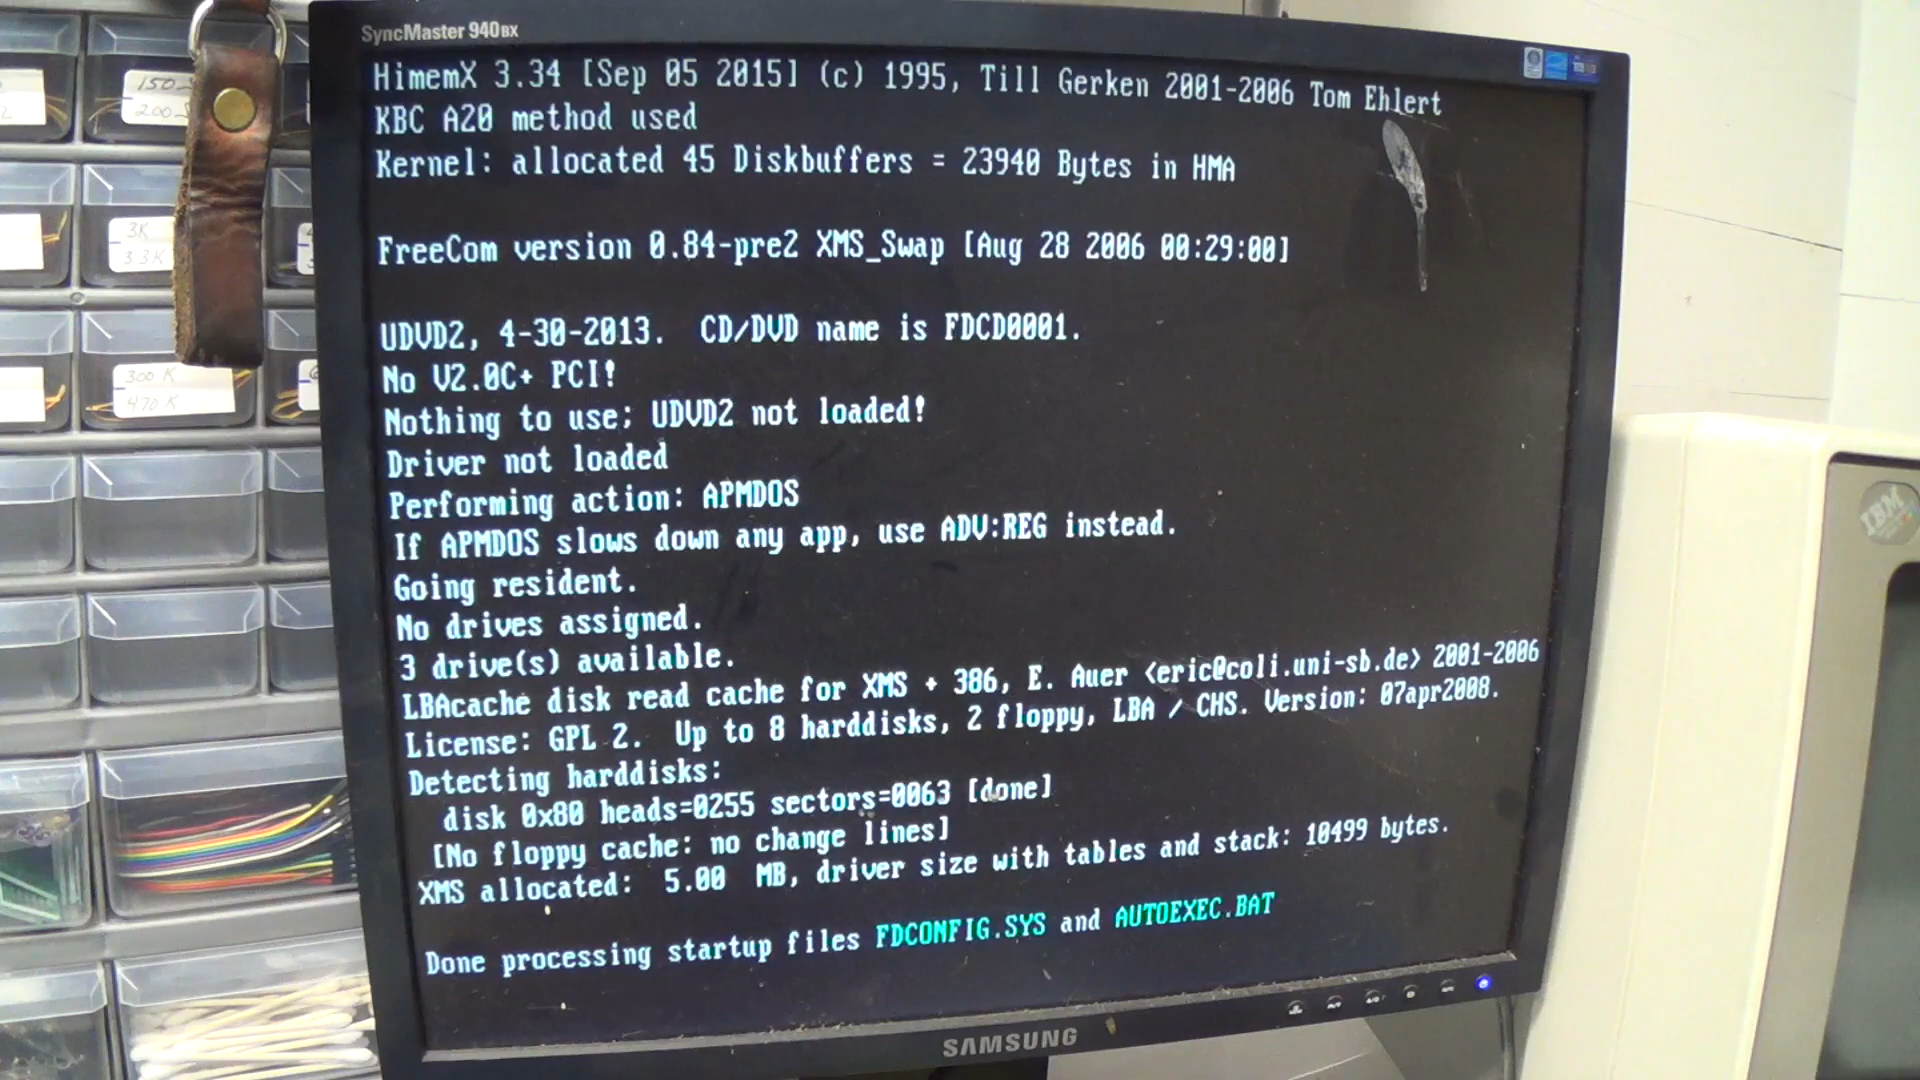 SyncMaster 940BX
HimemX 3.34 [Sep 05 2015] (c) 1995, Till Gerken 2001-2006 Tom Ehlert
KBC A20 method used
Kernel: allocated 45 Diskbuffers = 23940 Bytes in HMA
FreeCom version 0.84-pre2 XMS_Swap [Aug 28 2006 00:29:00]
UDVD2, 4-30-2013.  CD/DVD name is FDCD0001.
No V2.0C+ PCI!
Nothing to use; UDVD2 not loaded!
Driver not loaded
Performing action: APMDOS
If APMDOS slows down any app, use ADV:REG instead.
Going resident.
No drives assigned.
3 drive(s) available.
LBAcache disk read cache for XMS + 386, E. Auer <eric@coli.uni-sb.de> 2001-2006
License: GPL 2.  Up to 8 harddisks, 2 floppy, LBA / CHS. Version: 07apr2008.
Detecting harddisks:
disk 0x80 heads=0255 sectors=0063 [done]
[No floppy cache: no change lines]
XMS allocated:  5.00  MB, driver size with tables and stack: 10499 bytes.
Done processing startup files FDCONFIG.SYS and AUTOEXEC.BAT
SAMSUNG
150
200
3K
3.3K
300 K
470 K
IBM